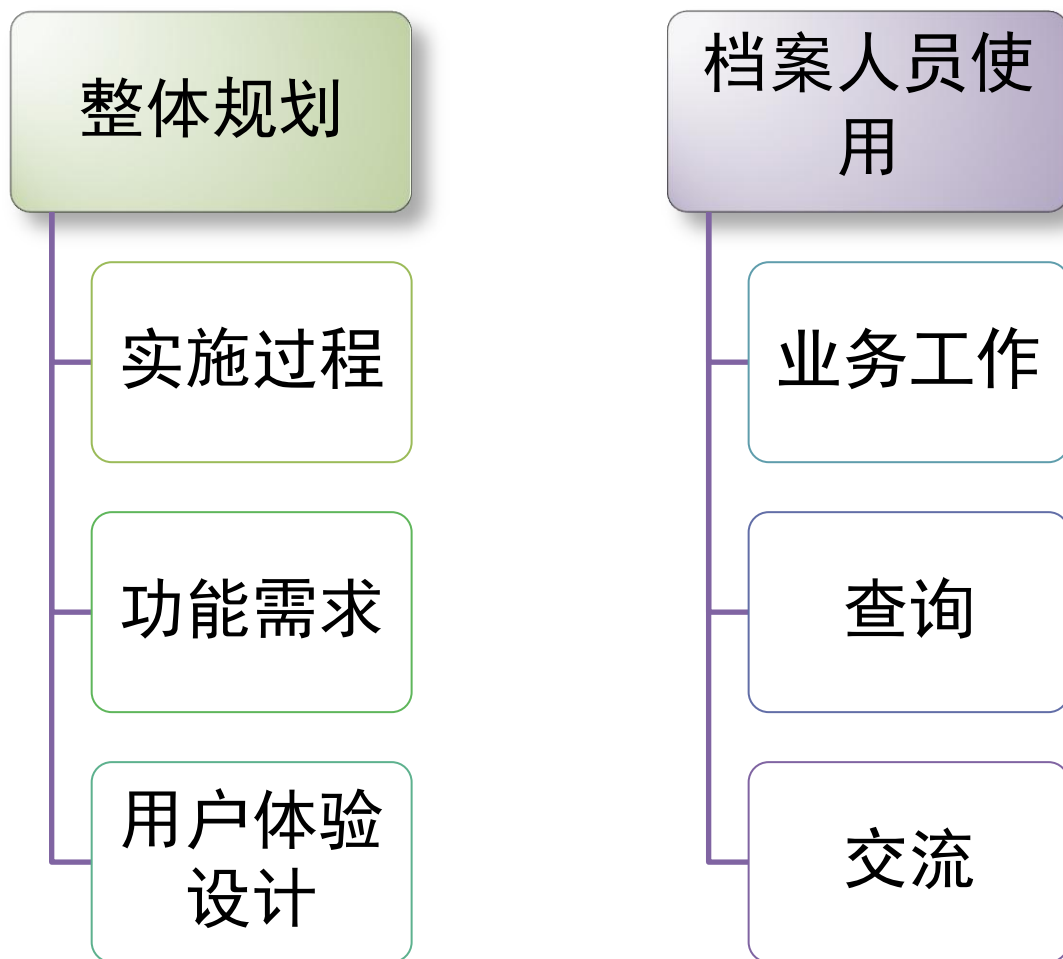 整体规划
实施过程
功能需求
用户体验
设计
档案人员使
用
业务工作
查询
交流